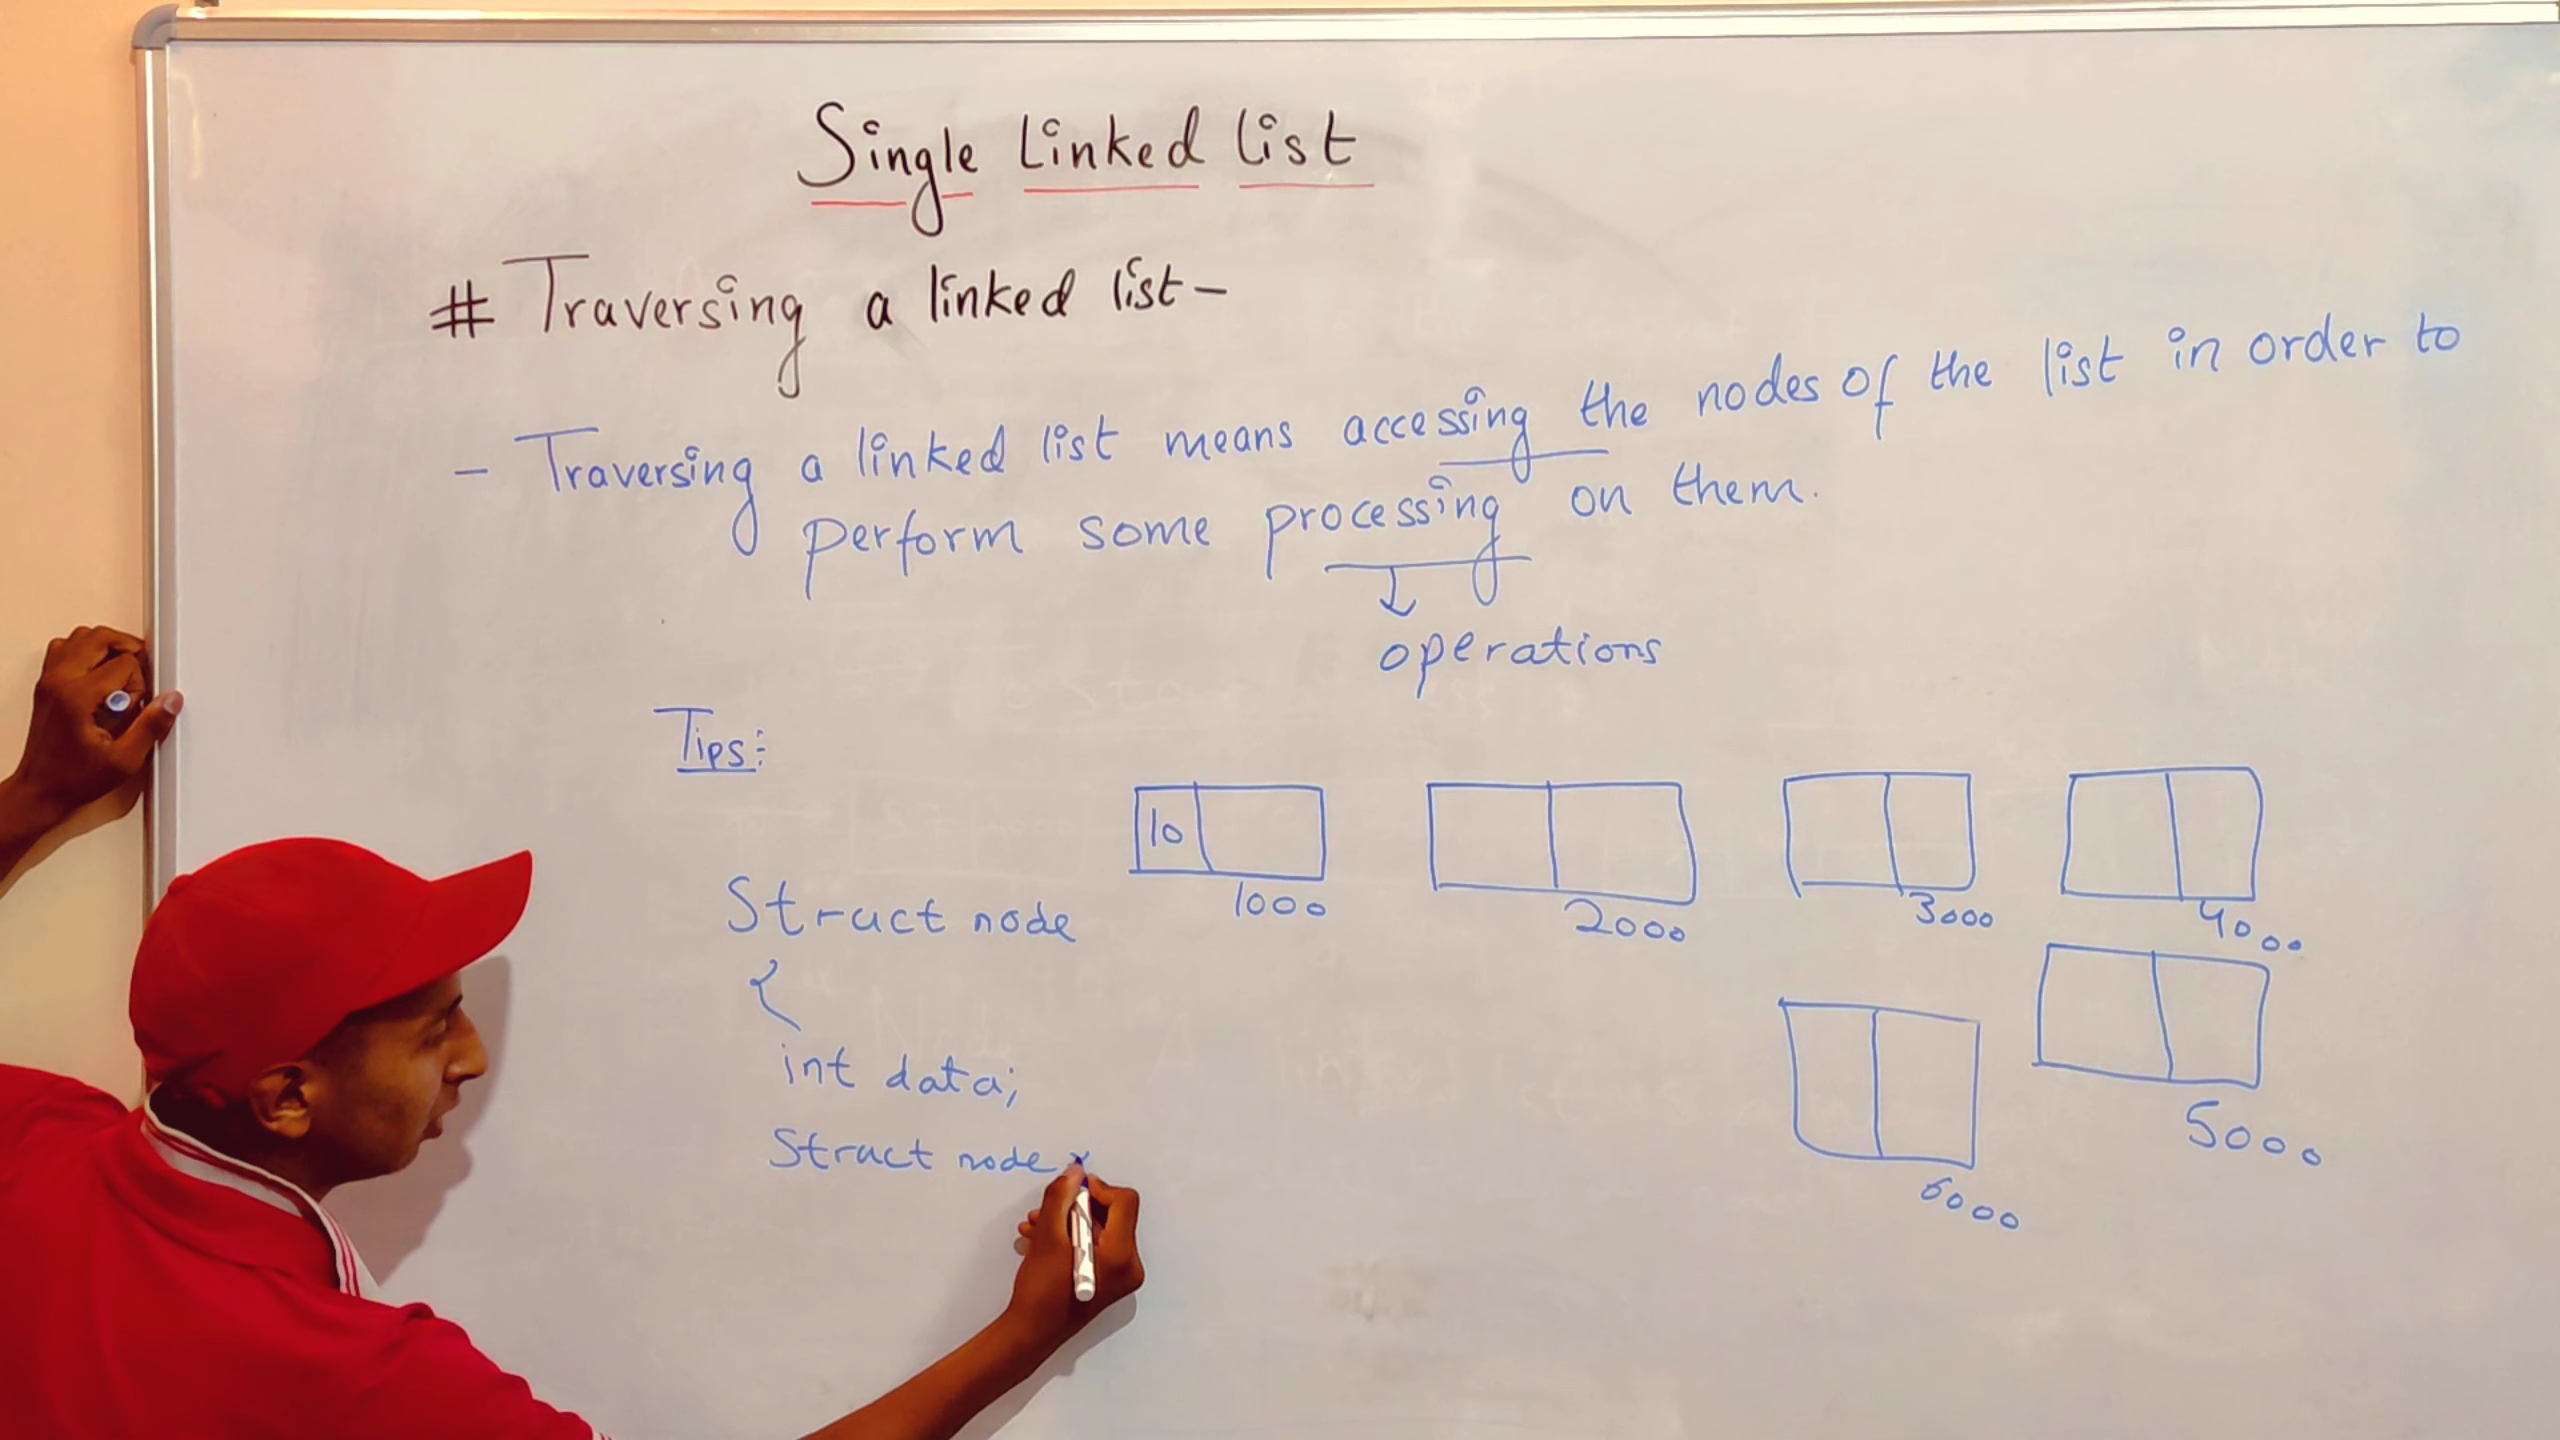 Single Linked list
# Traversing a linked list-
- Traversing a linked list means accessing the nodes of the list in order to
perform some processing on them.
↓
operations
Tips:
10
1000
2000
3000
4000
5000
6000
Struct node
{
int data;
Struct node*